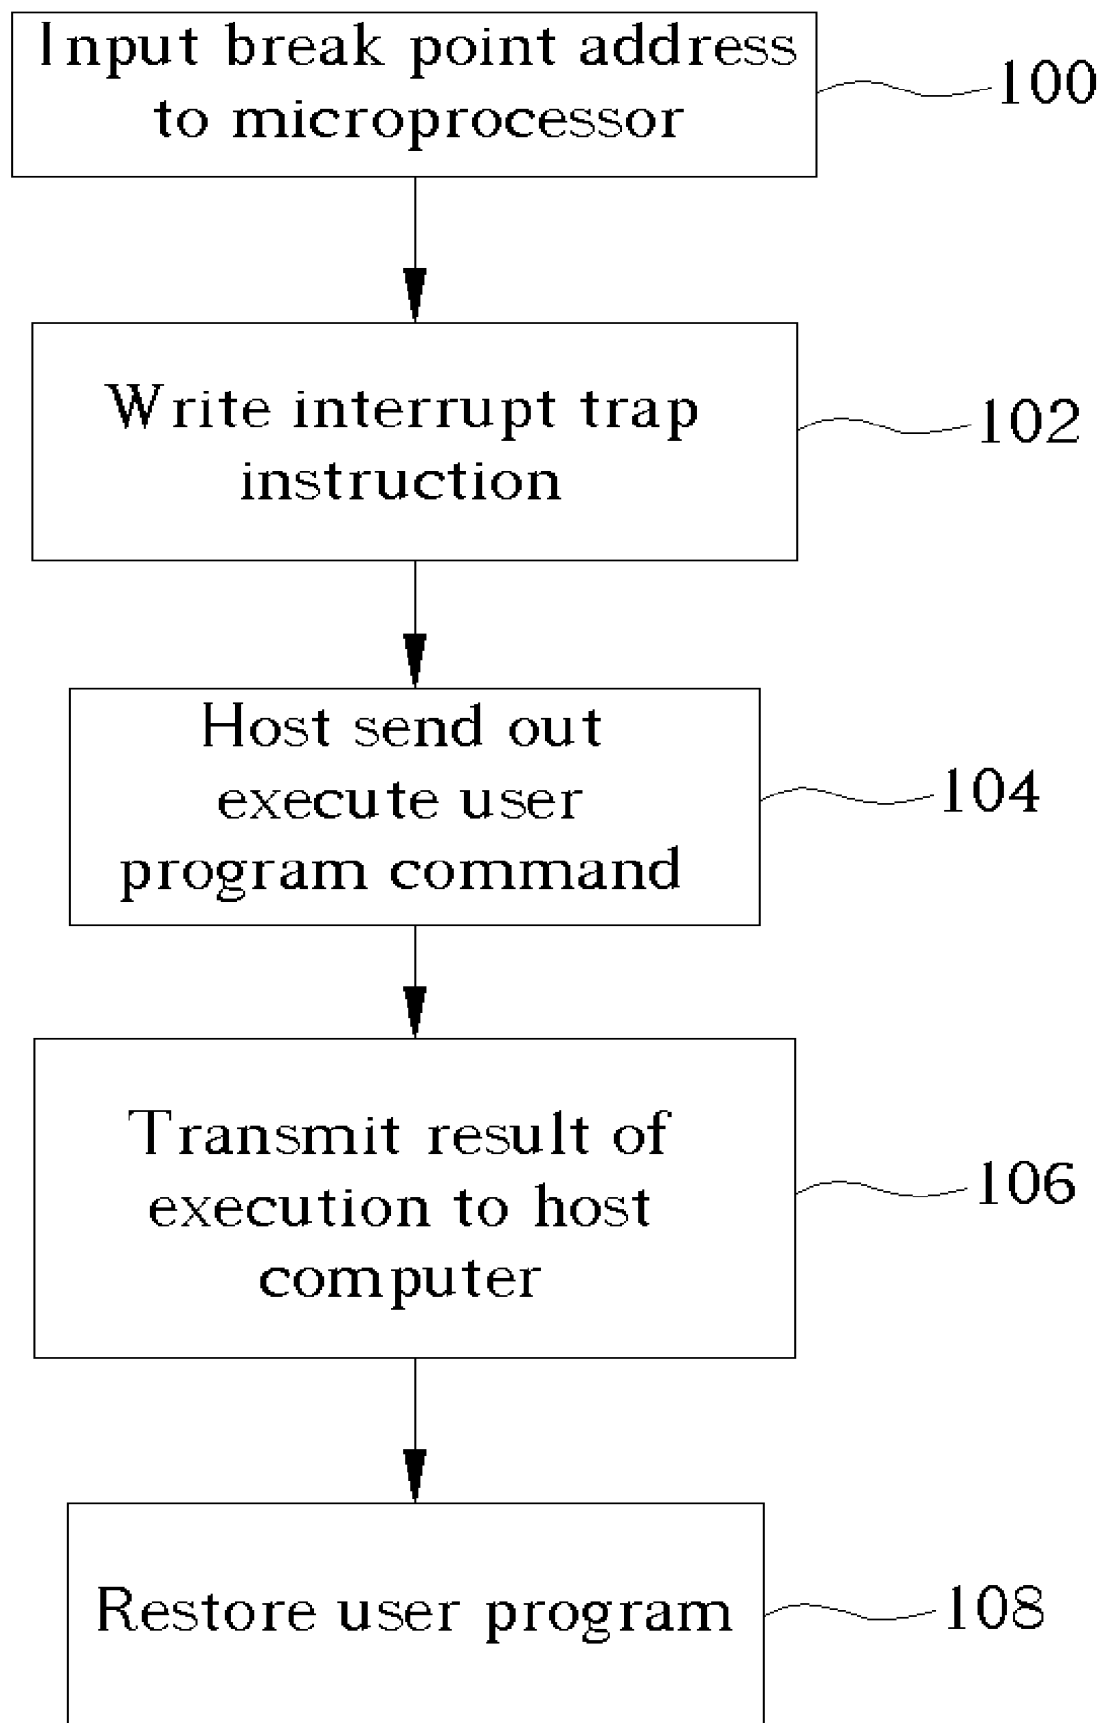 Input break point address
to microprocessor
100
Write interrupt trap
instruction
102
Host send out
execute user
program command
104
Transmit result of
execution to host
computer
106
Restore user program
108